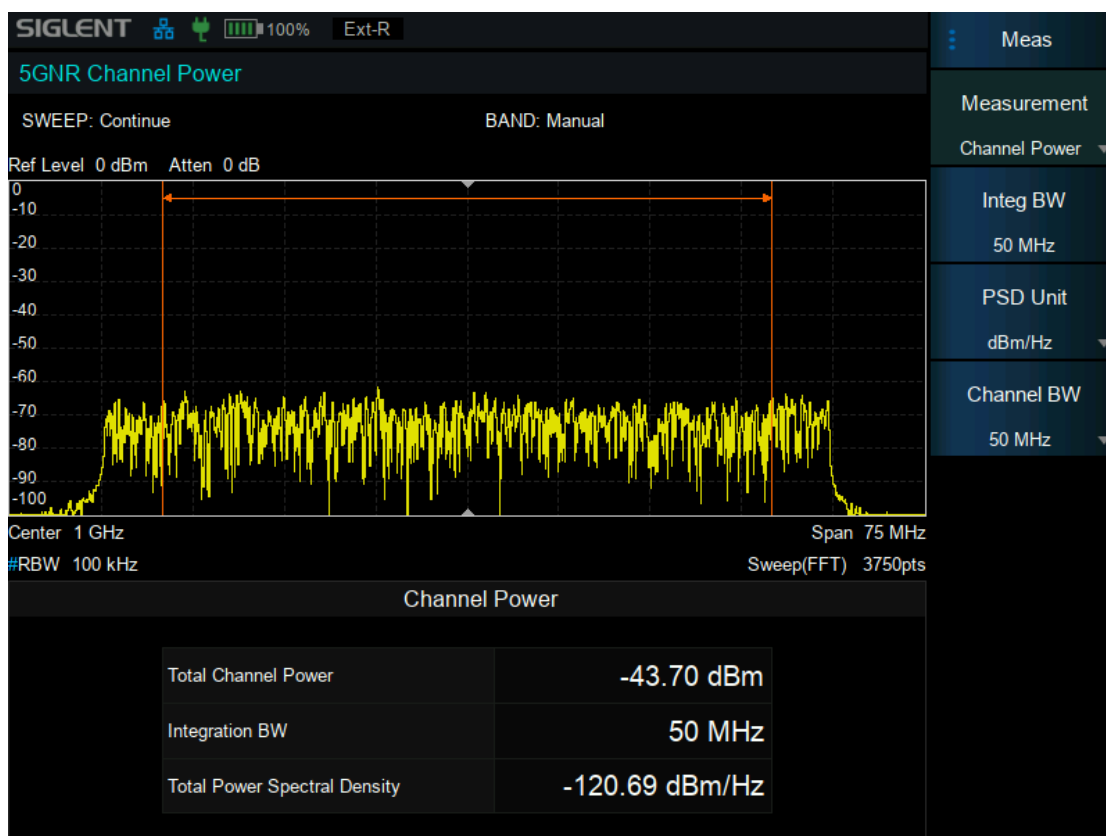 SIGLENT 100% Ext-R
Meas
5GNR Channel Power
SWEEP: Continue BAND: Manual
Ref Level 0 dBm Atten 0 dB
0
-10
-20
-30
-40
-50
-60
-70
-80
-90
-100
Center 1 GHz Span 75 MHz
#RBW 100 kHz Sweep(FFT) 3750pts
Channel Power
Total Channel Power -43.70 dBm
Integration BW 50 MHz
Total Power Spectral Density -120.69 dBm/Hz
Measurement
Channel Power
Integ BW
50 MHz
PSD Unit
dBm/Hz
Channel BW
50 MHz